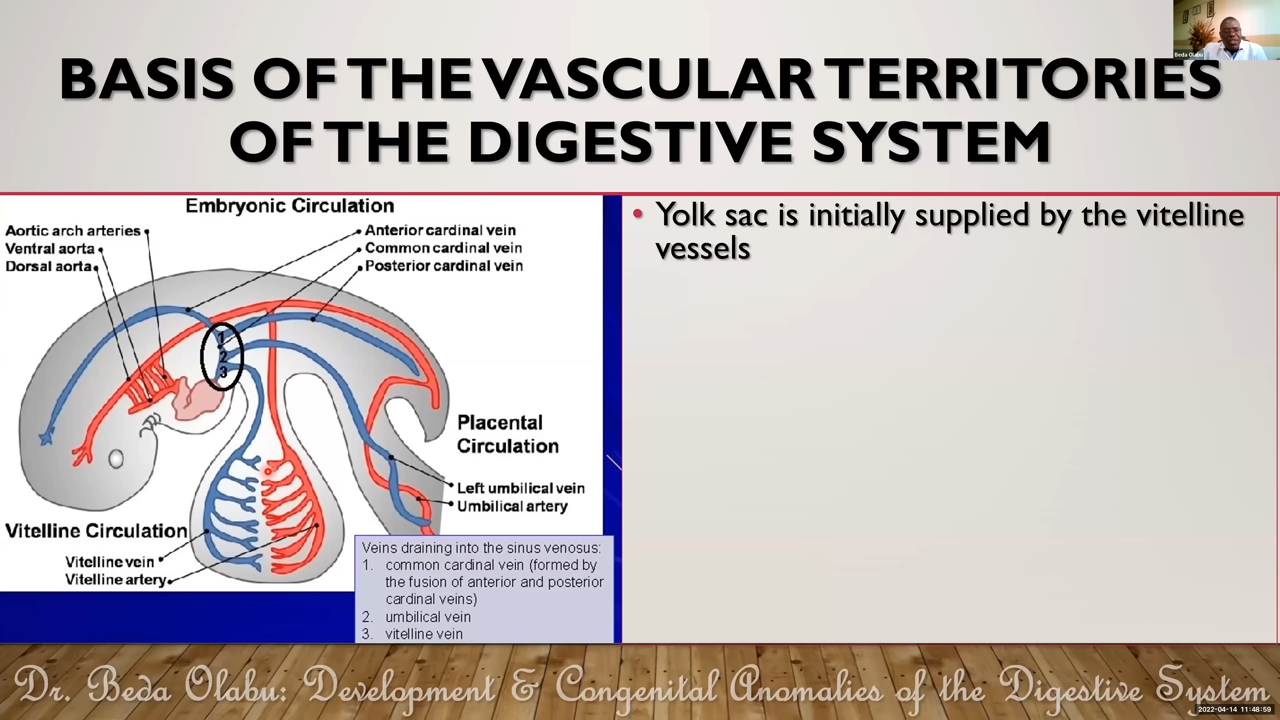 Beda Olabu
BASIS OF THE VASCULAR TERRITORIES
OF THE DIGESTIVE SYSTEM
Embryonic Circulation
Aortic arch arteries
Ventral aorta
Dorsal aorta
Anterior cardinal vein
Common cardinal vein
Posterior cardinal vein
1
2
3
Placental
Circulation
Left umbilical vein
Umbilical artery
Vitelline Circulation
Vitelline vein
Vitelline artery
Veins draining into the sinus venosus:
1. common cardinal vein (formed by
the fusion of anterior and posterior
cardinal veins)
2. umbilical vein
3. vitelline vein
• Yolk sac is initially supplied by the vitelline
vessels
Dr. Beda Olabu: Development & Congenital Anomalies of the Digestive System
2022-04-14 11:48:59